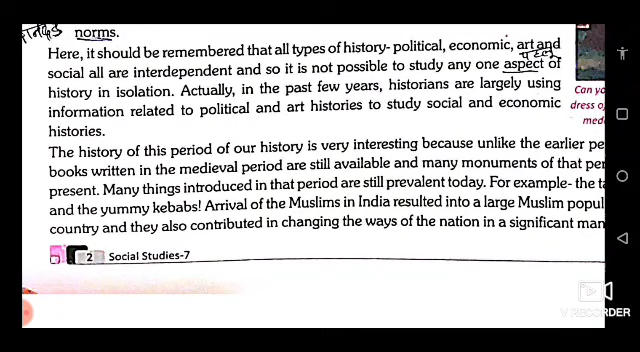 norms.
Here, it should be remembered that all types of history- political, economic, art and
social all are interdependent and so it is not possible to study any one aspect of
history in isolation. Actually, in the past few years, historians are largely using
information related to political and art histories to study social and economic
histories.
The history of this period of our history is very interesting because unlike the earlier pe
books written in the medieval period are still available and many monuments of that per
present. Many things introduced in that period are still prevalent today. For example- the ta
and the yummy kebabs! Arrival of the Muslims in India resulted into a large Muslim popul
country and they also contributed in changing the ways of the nation in a significant man
Can yo
dress o
med
2 Social Studies-7
V RECORDER